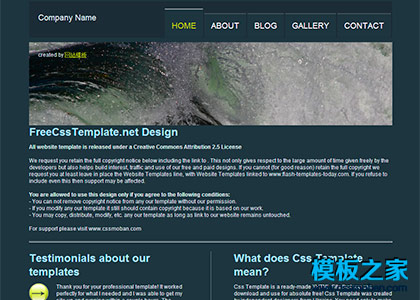 Company Name
HOME
ABOUT
BLOG
GALLERY
CONTACT
created by 网站模板
FreeCssTemplate.net Design
All website template is released under a Creative Commons Attribution 2.5 License
We request you retain the full copyright notice below including the link to . This not only gives respect to the large amount of time given freely by the
developers but also helps build interest, traffic and use of our free and paid designs. If you cannot (for good reason) retain the full copyright we
request you at least leave in place the Website Templates line, with Website Templates linked to www.flash-templates-today.com. If you refuse to
include even this then support may be affected.
You are allowed to use this design only if you agree to the following conditions:
- You can not remove copyright notice from any our template without our permission.
- If you modify any our template it still should contain copyright because it is based on our work.
- You may copy, distribute, modify, etc. any our template as long as link to our website remains untouched.
For support please visit www.cssmoban.com
Testimonials about our
templates
What does Css Template
mean?
Thank you for your professional template! It worked
perfectly for what I needed and I was able to get my
Css Template is a ready-made
download and use for absolute free! Css Template was created
模板之家